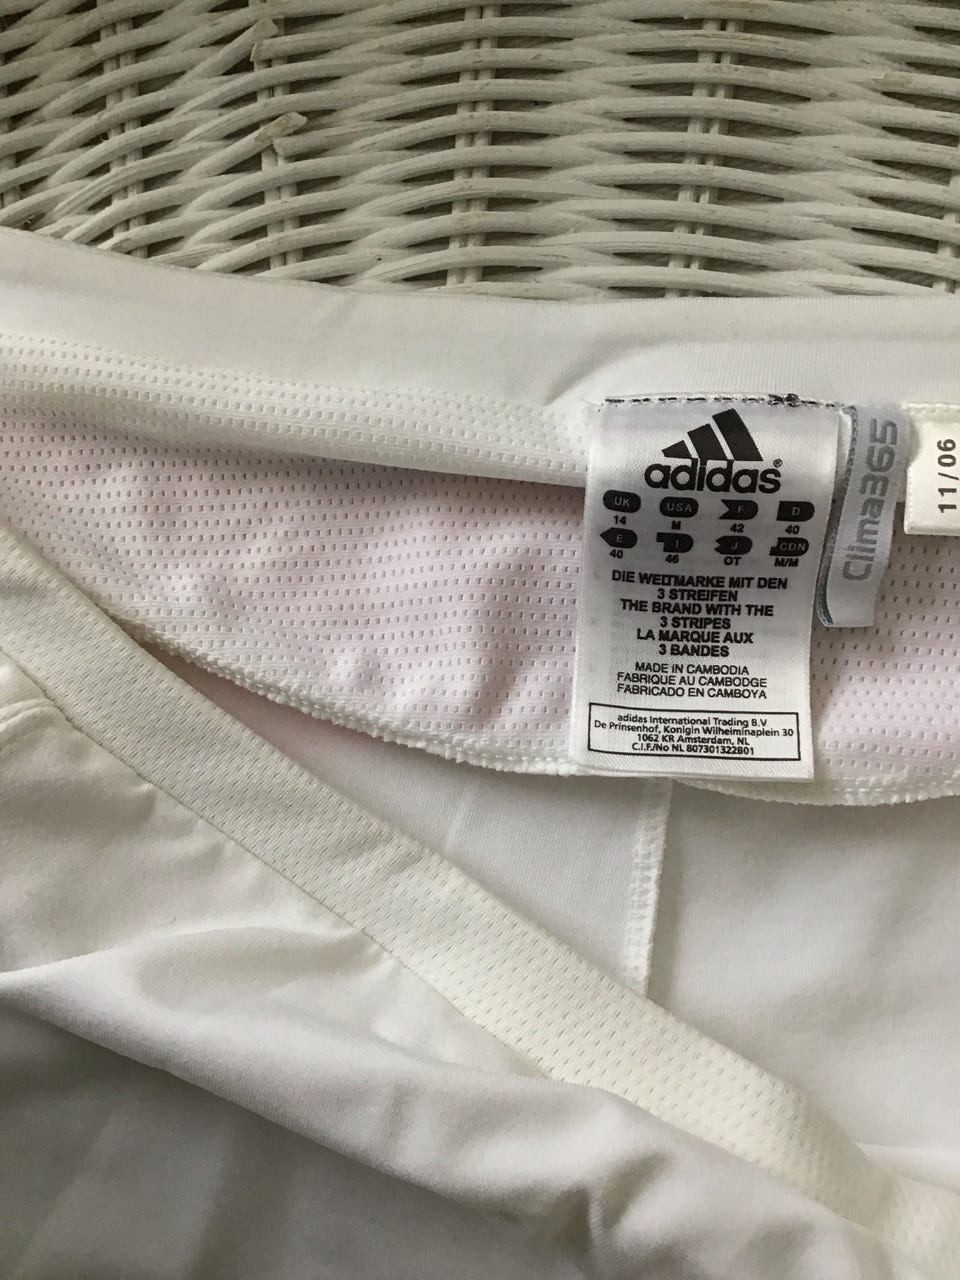 adidas®
UK USA F D
14 M 42 40
E I J CDN
40 46 OT M/M
DIE WELTMARKE MIT DEN
3 STREIFEN
THE BRAND WITH THE
3 STRIPES
LA MARQUE AUX
3 BANDES
MADE IN CAMBODIA
FABRIQUE AU CAMBODGE
FABRICADO EN CAMBOYA
adidas International Trading B.V
De Prinsenhof, Konigin Wilhelminaplein 30
1062 KR Amsterdam, NL
C.I.F./No NL 807301322B01
Clima365
11/06